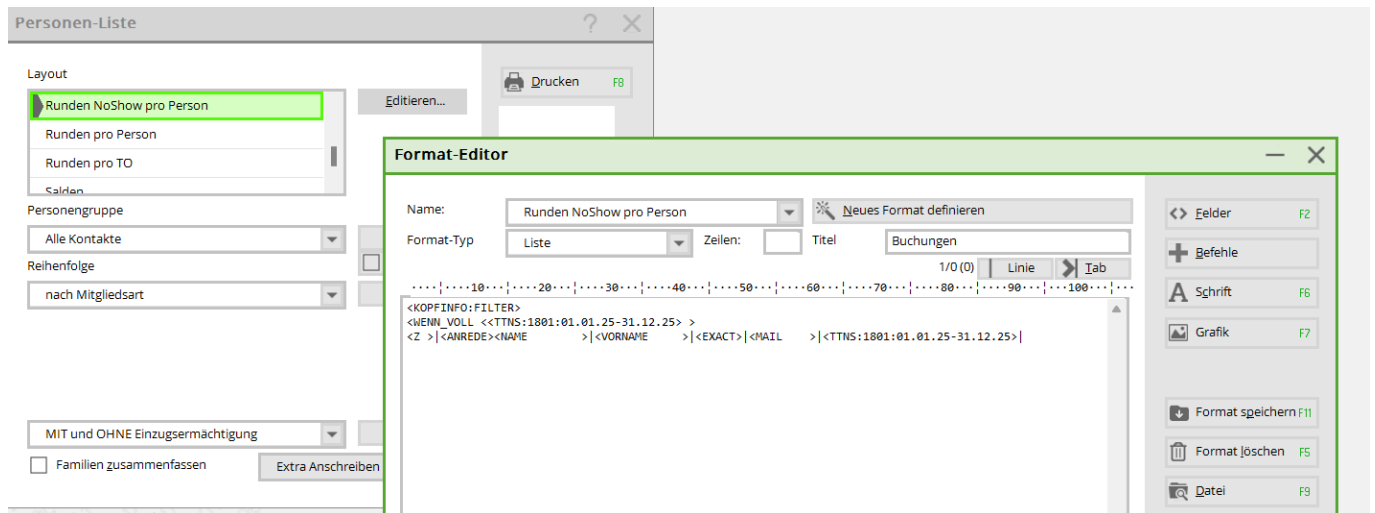 Personen-Liste ?
Layout
Runden NoShow pro Person
Runden pro Person
Runden pro TO
Salden
Editieren...
Drucken F8
Personengruppe
Alle Kontakte
Reihenfolge
nach Mitgliedsart
MIT und OHNE Einzugsermächtigung
Familien zusammenfassen
Extra Anschreiben
Format-Editor
Name: Runden NoShow pro Person Neues Format definieren
Format-Typ Liste Zeilen: Titel Buchungen
1/0 (0) Linie Tab
····¦····10···¦····20···¦····30···¦····40···¦····50···¦····60···¦····70···¦····80···¦····90···¦···100···¦···
<KOPFINFO:FILTER>
<WENN_VOLL <<TTNS:1801:01.01.25-31.12.25> >
<Z >|<ANREDE><NAME >|<VORNAME >|<EXACT>|<MAIL >|<TTNS:1801:01.01.25-31.12.25>|
Felder F2
Befehle
Schrift F6
Grafik F7
Format speichern F11
Format löschen F5
Datei F9